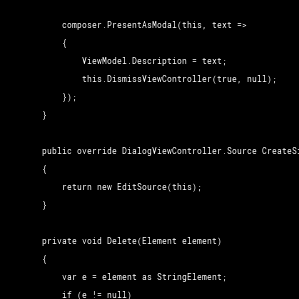 composer.PresentAsModal(this, text =>
{
ViewModel.Description = text;
this.DismissViewController(true, null);
});
}
public override DialogViewController.Source
{
return new EditSource(this);
}
private void Delete(Element element)
{
var e = element as StringElement;
if (e != null)